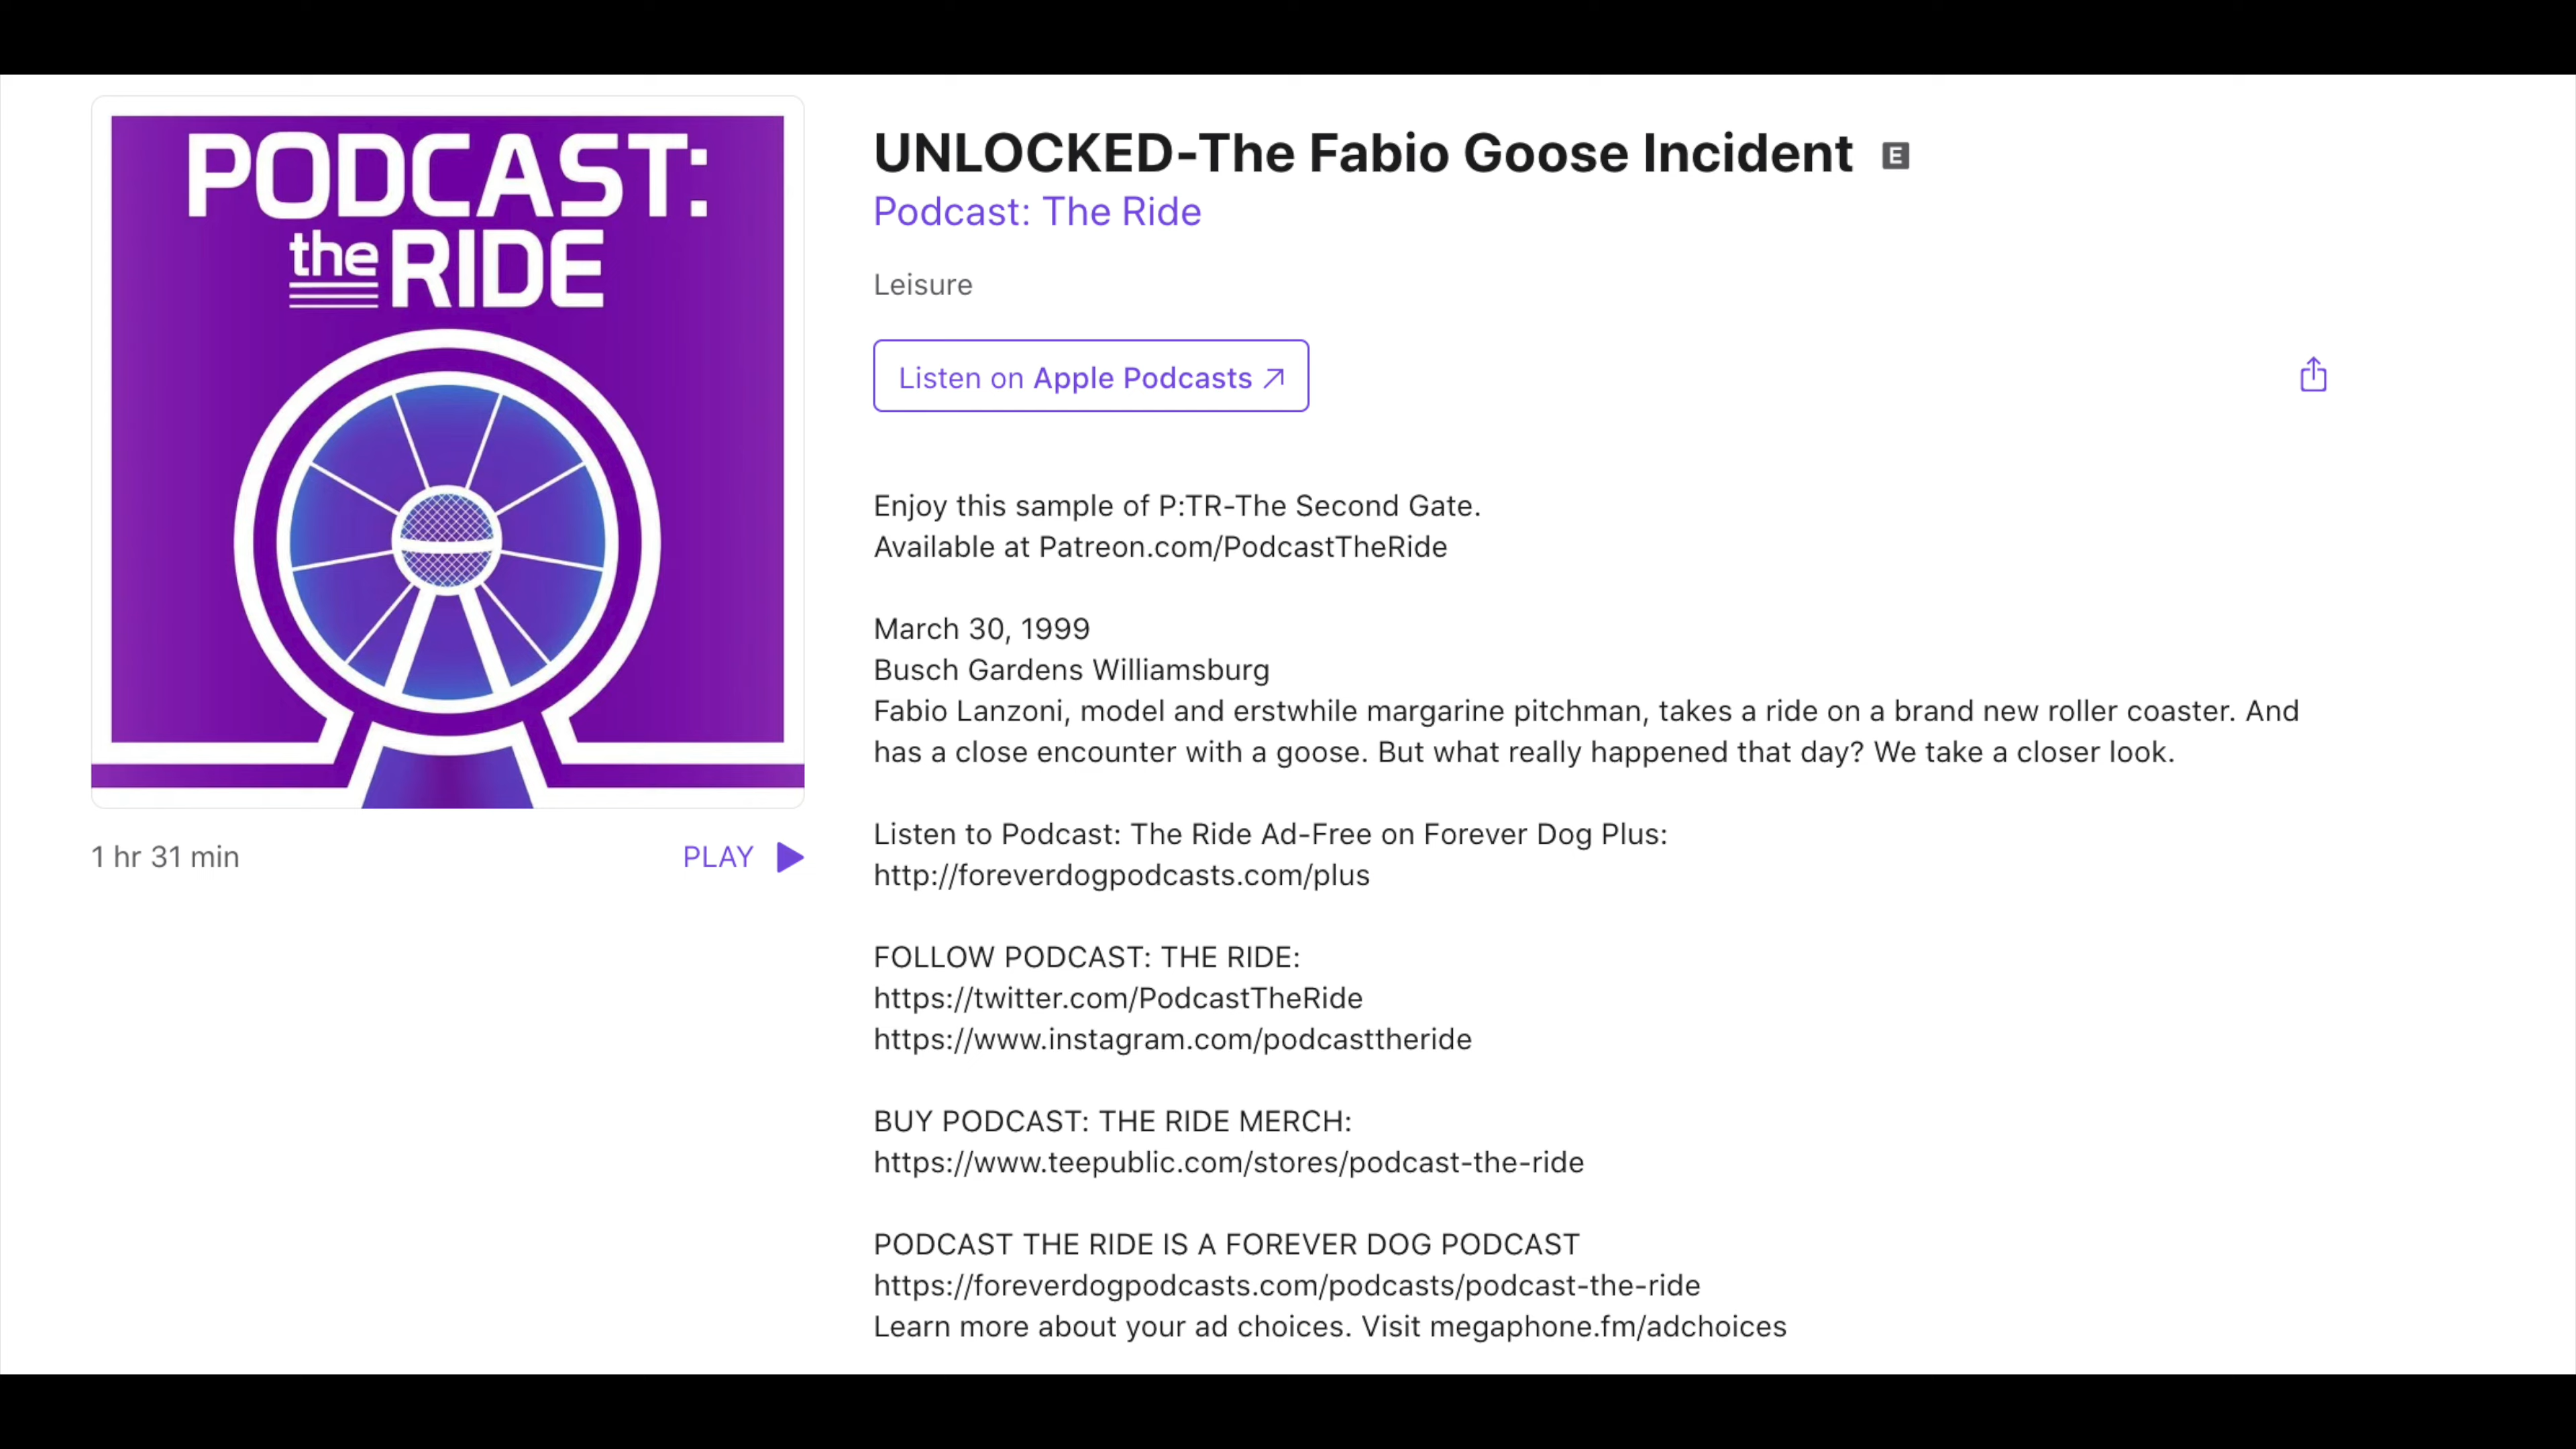 PODCAST:
the RIDE
1 hr 31 min
PLAY
UNLOCKED-The Fabio Goose Incident E
Podcast: The Ride
Leisure
Listen on Apple Podcasts ↗
Enjoy this sample of P:TR-The Second Gate.
Available at Patreon.com/PodcastTheRide
March 30, 1999
Busch Gardens Williamsburg
Fabio Lanzoni, model and erstwhile margarine pitchman, takes a ride on a brand new roller coaster. And
has a close encounter with a goose. But what really happened that day? We take a closer look.
Listen to Podcast: The Ride Ad-Free on Forever Dog Plus:
http://foreverdogpodcasts.com/plus
FOLLOW PODCAST: THE RIDE:
https://twitter.com/PodcastTheRide
https://www.instagram.com/podcasttheride
BUY PODCAST: THE RIDE MERCH:
https://www.teepublic.com/stores/podcast-the-ride
PODCAST THE RIDE IS A FOREVER DOG PODCAST
https://foreverdogpodcasts.com/podcasts/podcast-the-ride
Learn more about your ad choices. Visit megaphone.fm/adchoices